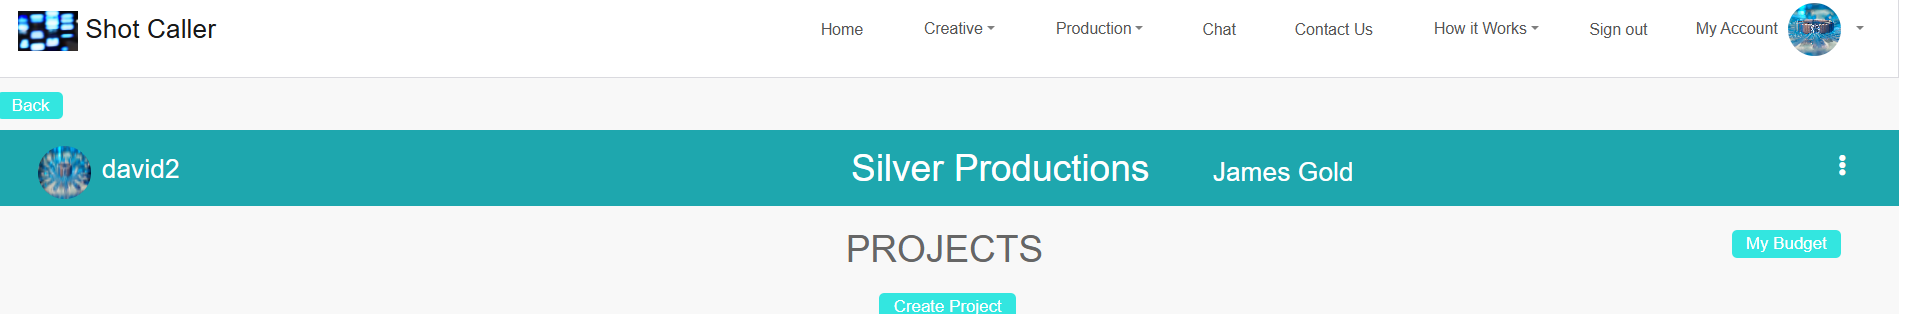 Shot Caller Home Creative Production Chat Contact Us How it Works Sign out My Account
Back
david2 Silver Productions James Gold
PROJECTS My Budget
Create Project